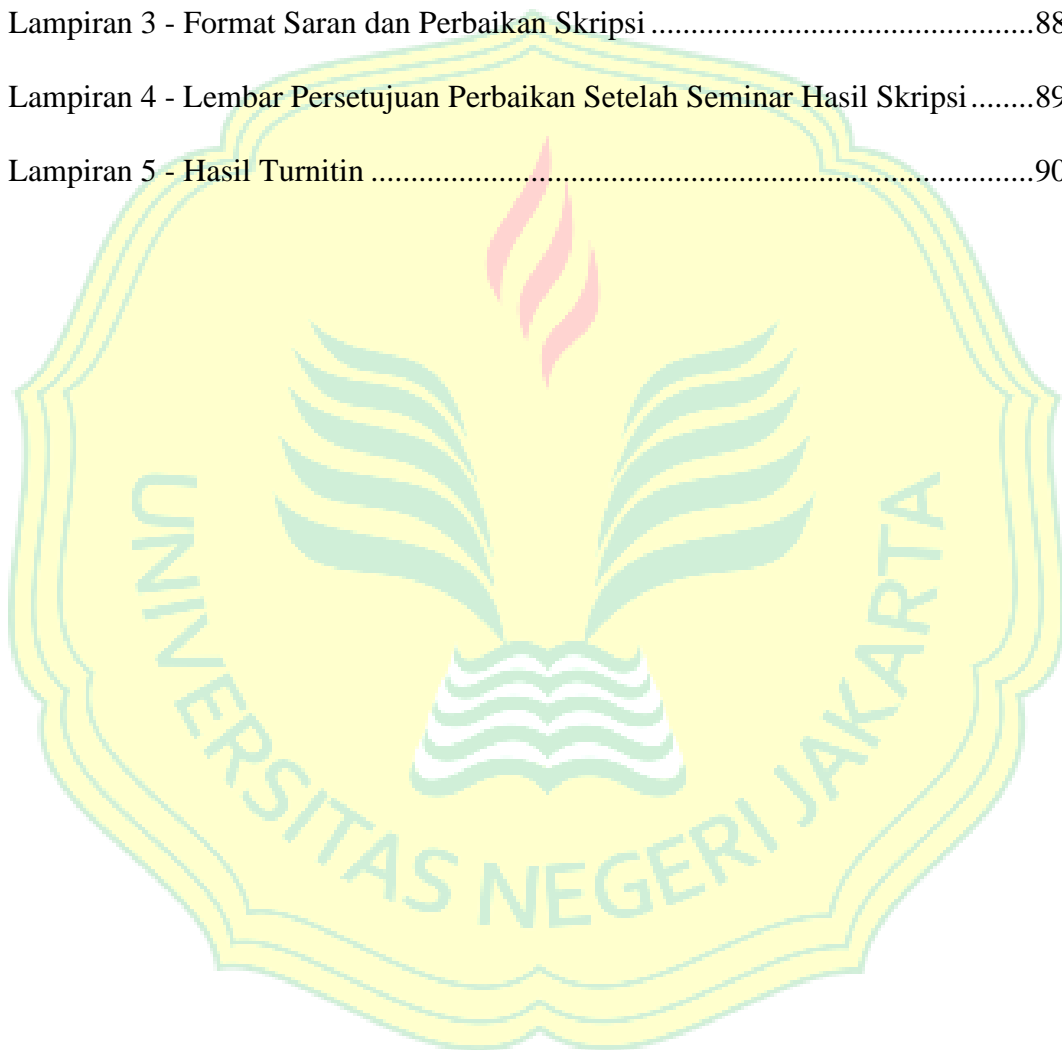 Lampiran 3 - Format Saran dan Perbaikan Skripsi ................................................88
Lampiran 4 - Lembar Persetujuan Perbaikan Setelah Seminar Hasil Skripsi ........89
Lampiran 5 - Hasil Turnitin ...................................................................................90
UNIVERSITAS NEGERI JAKARTA